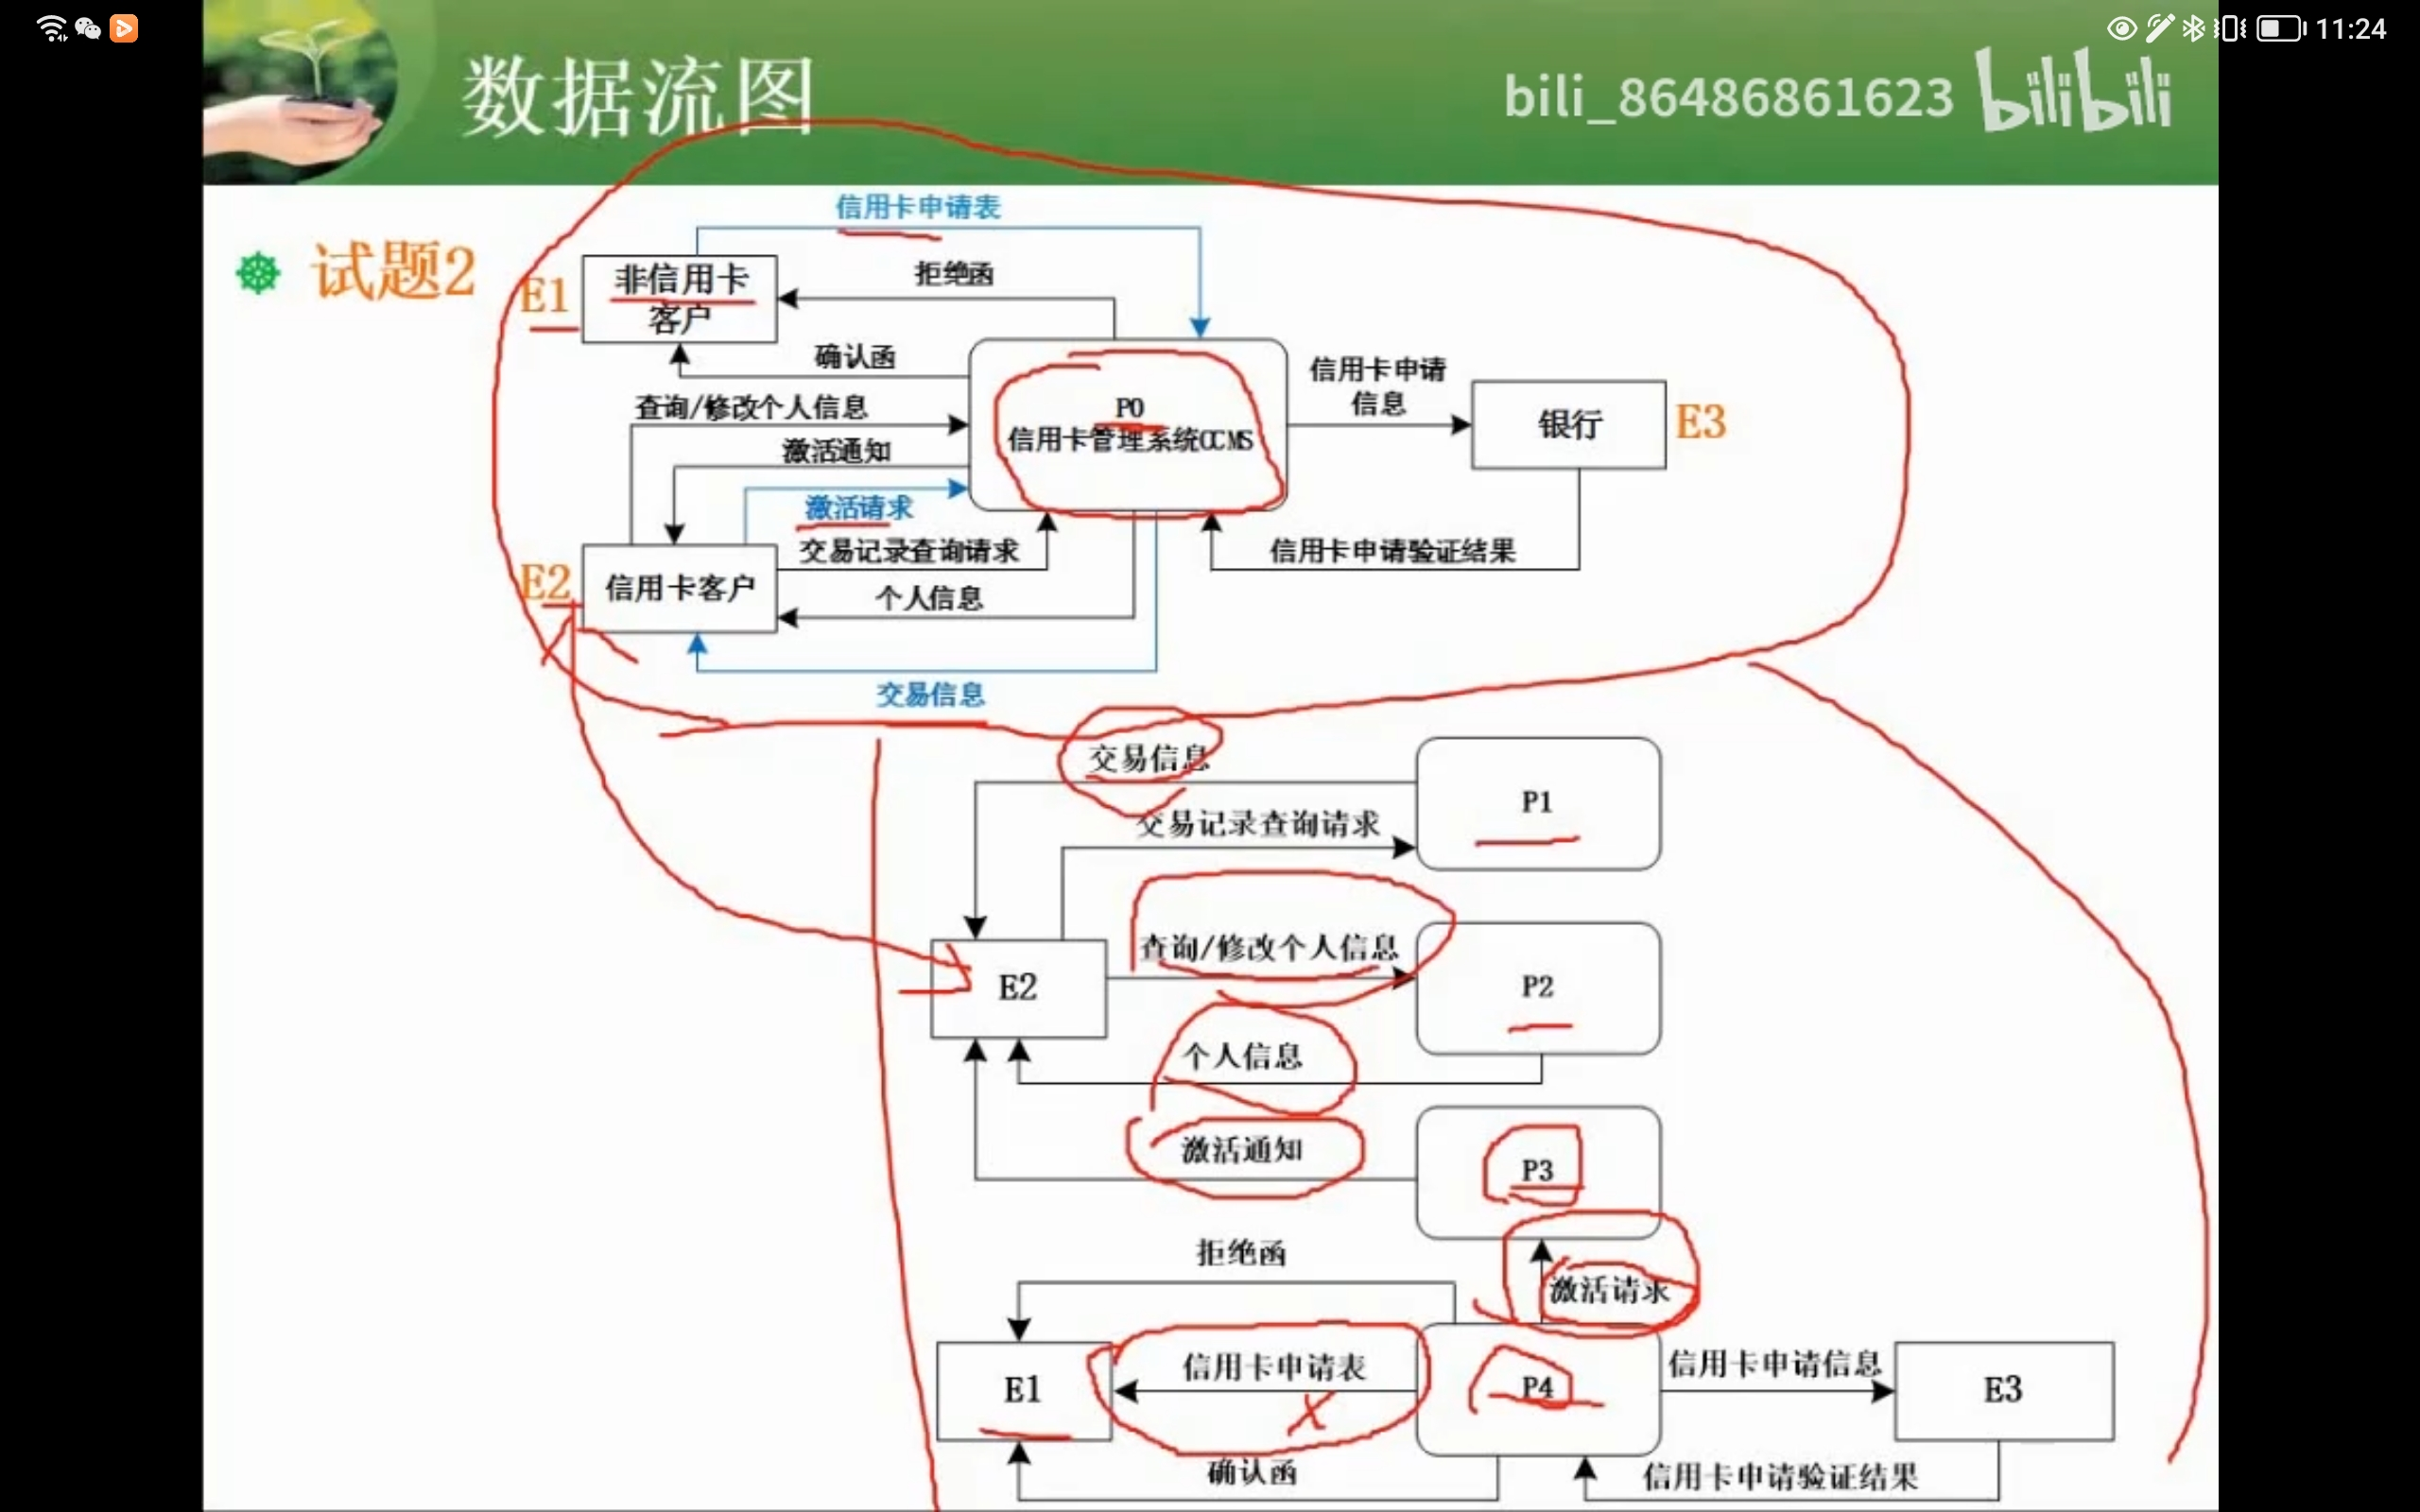 11:24
数据流图
bili_86486861623 bilibili
试题2
信用卡申请表
E1
非信用卡
客户
拒绝函
确认函
查询/修改个人信息
P0
信用卡管理系统CCMS
信用卡申请
信息
银行
E3
激活通知
激活请求
交易记录查询请求
信用卡申请验证结果
E2
信用卡客户
个人信息
交易信息
交易信息
P1
交易记录查询请求
查询/修改个人信息
E2
P2
个人信息
激活通知
P3
拒绝函
激活请求
E1
信用卡申请表
P4
信用卡申请信息
E3
确认函
信用卡申请验证结果